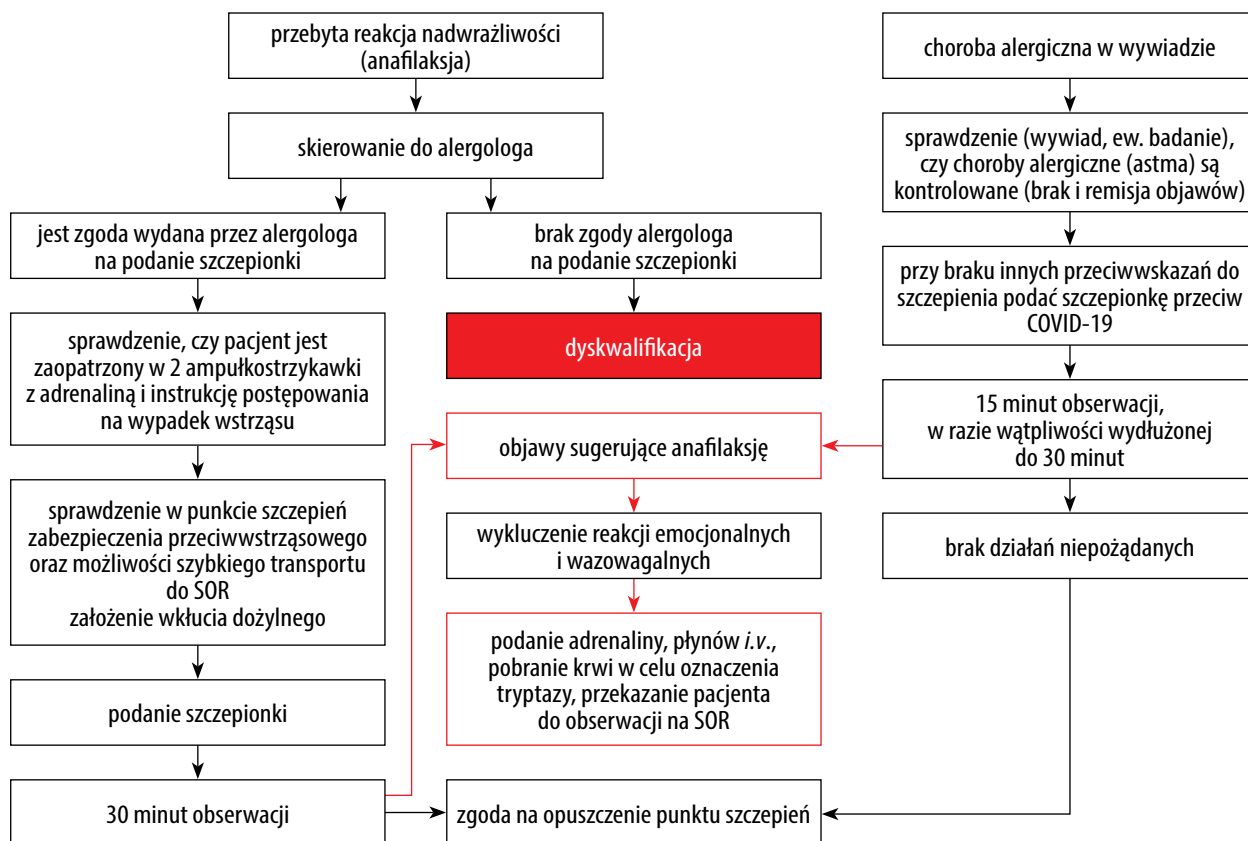 przebyta reakcja nadwrażliwości
(anafilaksja)
skierowanie do alergologa
jest zgoda wydana przez alergologa
na podanie szczepionki
sprawdzenie, czy pacjent jest
zaopatrzony w 2 ampułkostrzykawki
z adrenaliną i instrukcję postępowania
na wypadek wstrząsu
sprawdzenie w punkcie szczepień
zabezpieczenia przeciwwstrząsowego
oraz możliwości szybkiego transportu
do SOR
założenie wkłucia dożylnego
podanie szczepionki
30 minut obserwacji
brak zgody alergologa
na podanie szczepionki
dyskwalifikacja
objawy sugerujące anafilaksję
wykluczenie reakcji emocjonalnych
i wazowagalnych
podanie adrenaliny, płynów i.v.,
pobranie krwi w celu oznaczenia
tryptazy, przekazanie pacjenta
do obserwacji na SOR
zgoda na opuszczenie punktu szczepień
choroba alergiczna w wywiadzie
sprawdzenie (wywiad, ew. badanie),
czy choroby alergiczne (astma) są
kontrolowane (brak i remisja objawów)
przy braku innych przeciwwskazań do
szczepienia podać szczepionkę przeciw
COVID-19
15 minut obserwacji,
w razie wątpliwości wydłużonej
do 30 minut
brak działań niepożądanych